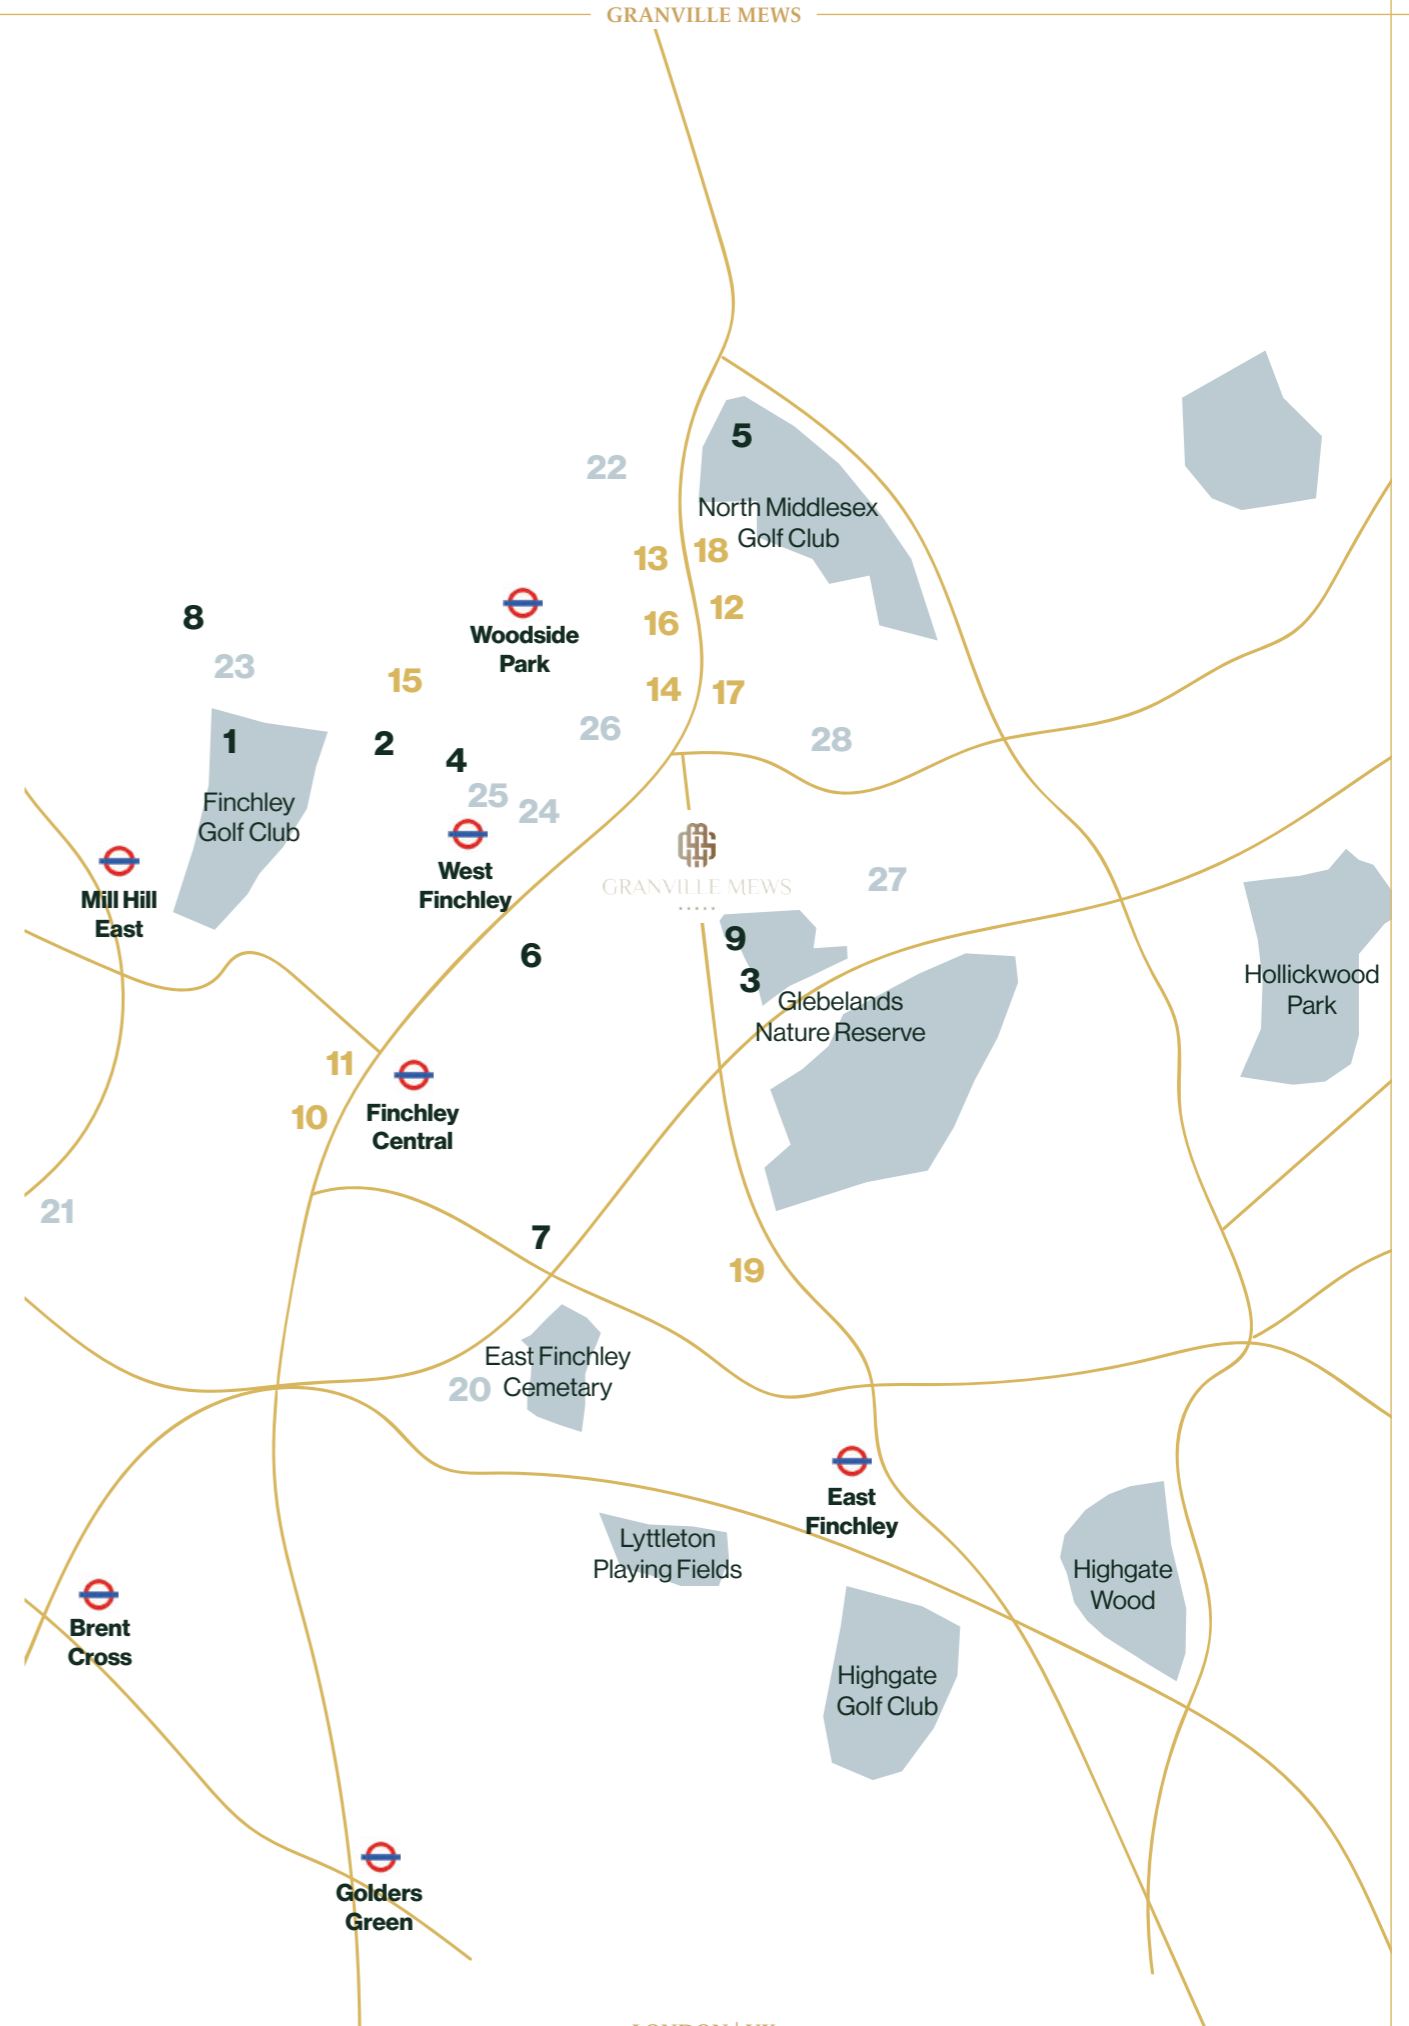 GRANVILLE MEWS
5
22
North Middlesex
Golf Club
13
18
12
16
8
Woodside
Park
23
15
14
17
26
28
1
2
4
25
24
Finchley
Golf Club
West
Finchley
Mill Hill
East
GRANVILLE MEWS
27
9
6
3
Glebelands
Nature Reserve
Hollickwood
Park
11
10
Finchley
Central
21
7
19
East Finchley
Cemetary
20
East
Finchley
Lyttleton
Playing Fields
Highgate
Wood
Brent
Cross
Highgate
Golf Club
Golders
Green
LONDON | UK